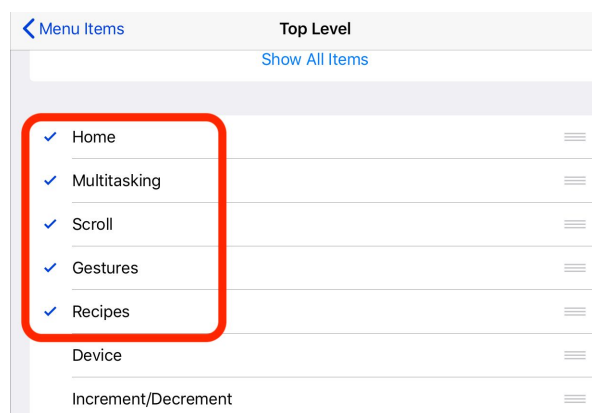 Menu Items
Top Level
Show All Items
Home
Multitasking
Scroll
Gestures
Recipes
Device
Increment/Decrement